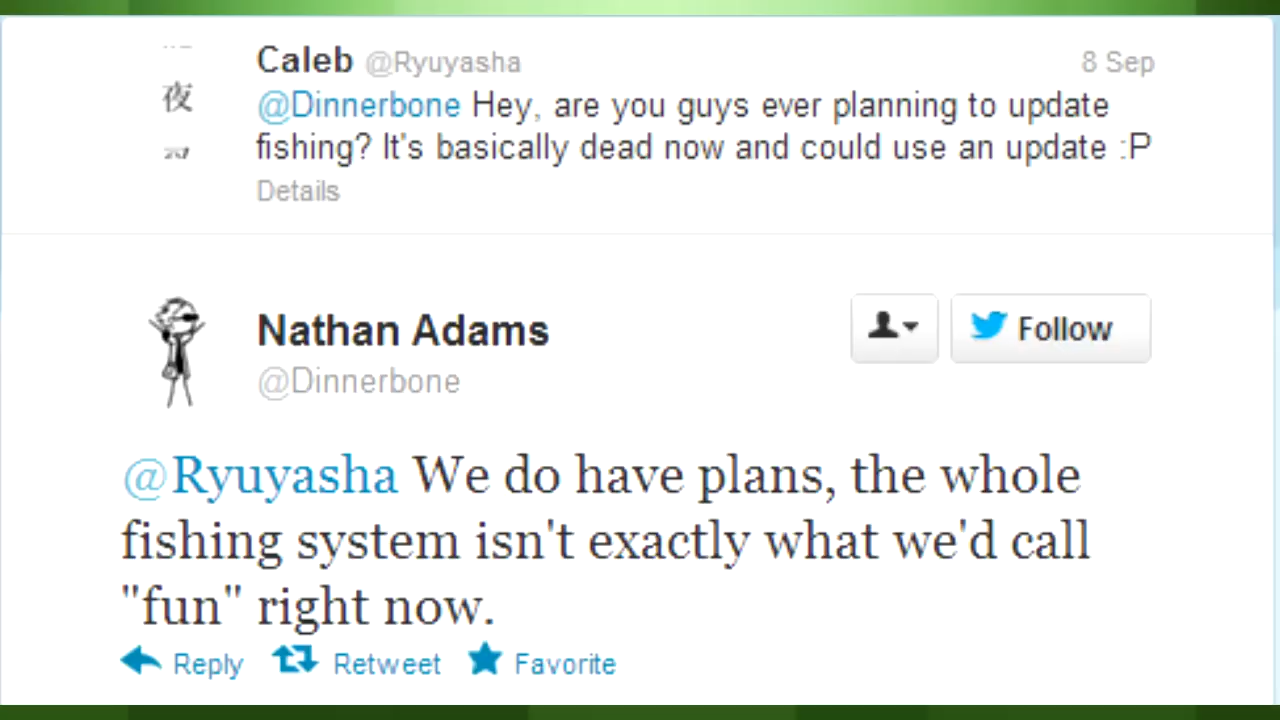 Caleb @Ryuyasha 8 Sep
夜
@Dinnerbone Hey, are you guys ever planning to update
fishing? It's basically dead now and could use an update :P
Details
Nathan Adams
Follow
@Dinnerbone
@Ryuyasha We do have plans, the whole
fishing system isn't exactly what we'd call
"fun" right now.
Reply Retweet Favorite